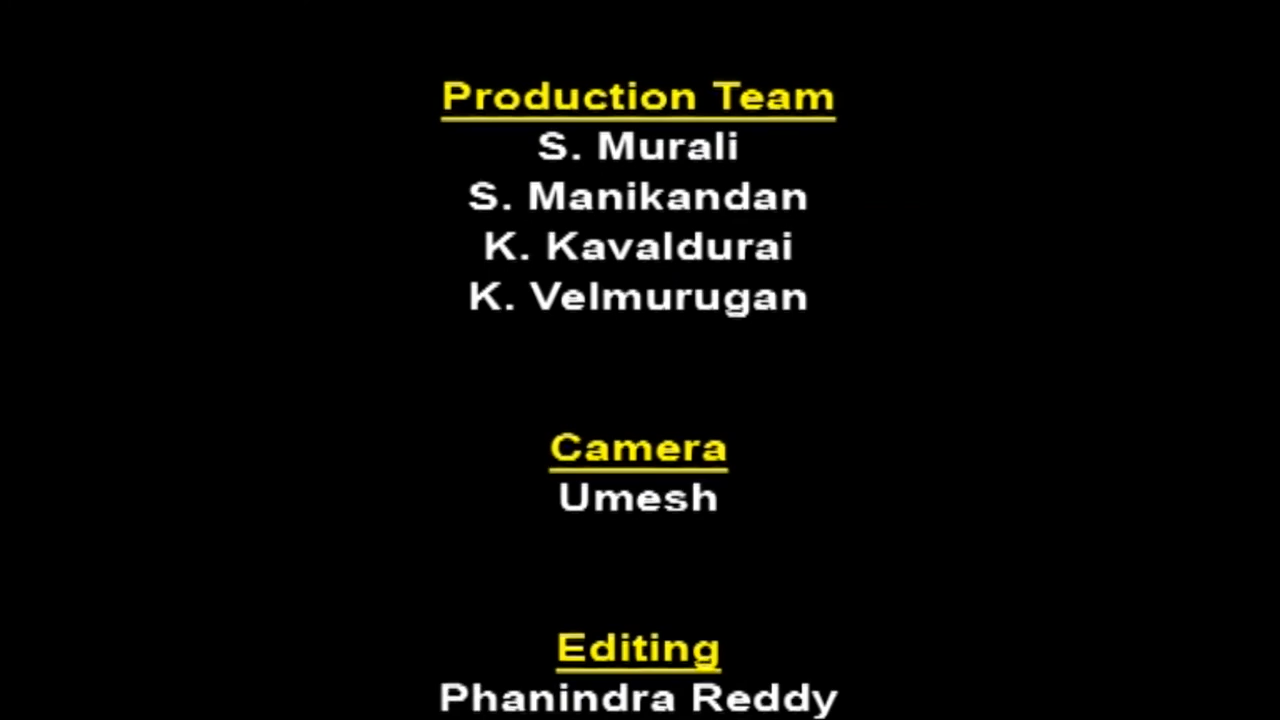 Production Team
S. Murali
S. Manikandan
K. Kavaldurai
K. Velmurugan
Camera
Umesh
Editing
Phanindra Reddy